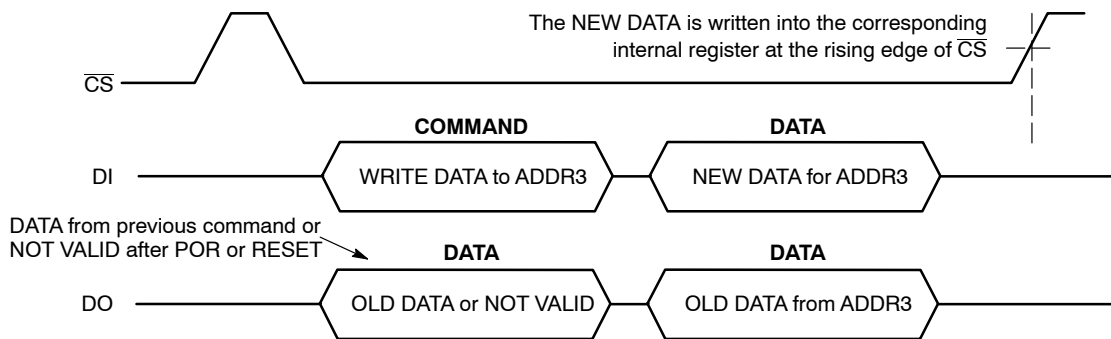 The NEW DATA is written into the corresponding
internal register at the rising edge of C̅S̅
C̅S̅
COMMAND
DATA
DI
WRITE DATA to ADDR3
NEW DATA for ADDR3
DATA from previous command or
NOT VALID after POR or RESET
DATA
DATA
DO
OLD DATA or NOT VALID
OLD DATA from ADDR3